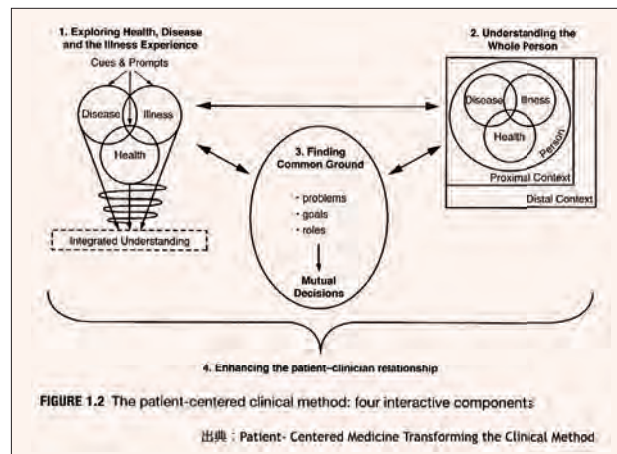 1. Exploring Health, Disease
and the Illness Experience
Cues & Prompts
Disease
Illness
Health
Integrated Understanding
2. Understanding the
Whole Person
Disease
Illness
Health
Person
Proximal Context
Distal Context
3. Finding
Common Ground
· problems
· goals
· roles
Mutual
Decisions
4. Enhancing the patient–clinician relationship
FIGURE 1.2 The patient-centered clinical method: four interactive components
出典：Patient- Centered Medicine Transforming the Clinical Method